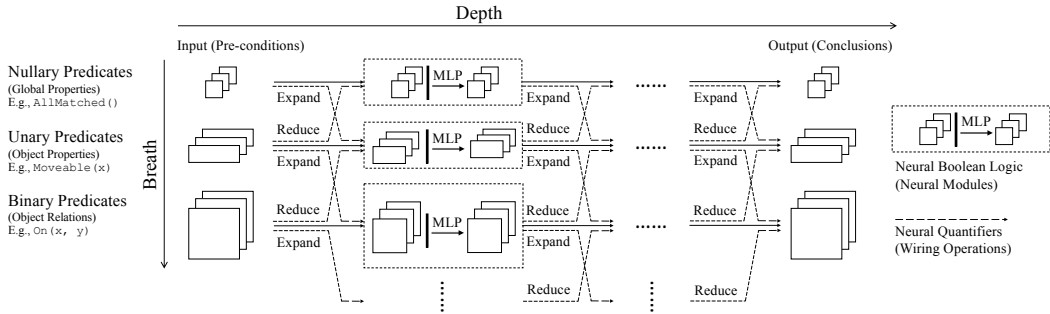 Depth
Input (Pre-conditions)
Output (Conclusions)
Breath
Nullary Predicates
(Global Properties)
E.g., AllMatched()
Unary Predicates
(Object Properties)
E.g., Moveable(x)
Binary Predicates
(Object Relations)
E.g., On(x, y)
MLP
Expand
Expand
Expand
Reduce
Reduce
Reduce
MLP
Expand
Expand
Expand
Reduce
Reduce
Reduce
MLP
Expand
Expand
Expand
Reduce
Reduce
Reduce
......
......
......
MLP
Neural Boolean Logic
(Neural Modules)
Neural Quantifiers
(Wiring Operations)